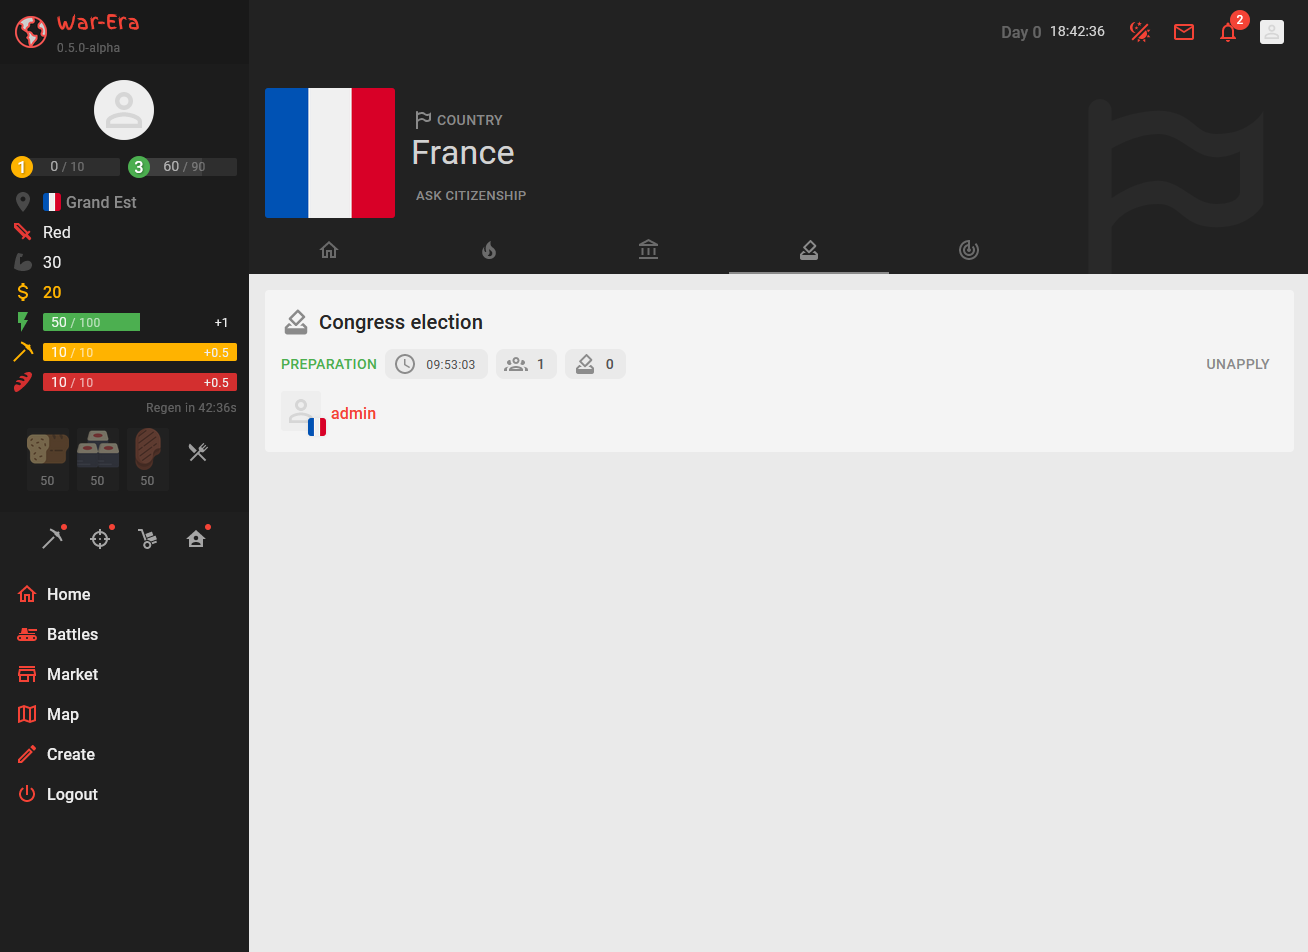 War-Era
0.5.0-alpha
1 0 / 10 3 60 / 90
Grand Est
Red
30
20
50 / 100 +1
10 / 10 +0.5
10 / 10 +0.5
Regen in 42:36s
50 50 50
Home
Battles
Market
Map
Create
Logout
Day 0 18:42:36 2
COUNTRY
France
ASK CITIZENSHIP
Congress election
PREPARATION 09:53:03 1 0 UNAPPLY
admin